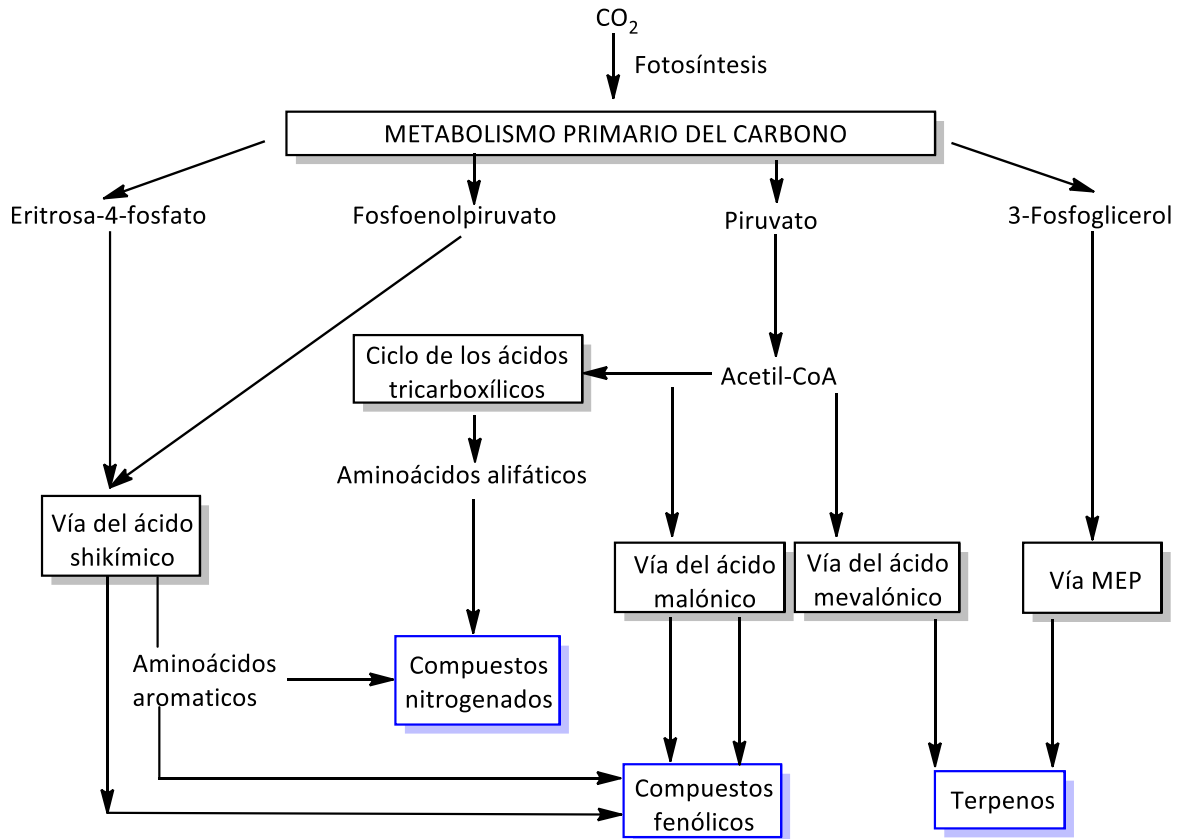 CO2
Fotosíntesis
METABOLISMO PRIMARIO DEL CARBONO
Eritrosa-4-fosfato
Fosfoenolpiruvato
Piruvato
3-Fosfoglicerol
Ciclo de los ácidos
tricarboxílicos
Acetil-CoA
Aminoácidos alifáticos
Vía del ácido
shikímico
Vía del ácido
malónico
Vía del ácido
mevalónico
Vía MEP
Aminoácidos
aromaticos
Compuestos
nitrogenados
Compuestos
fenólicos
Terpenos